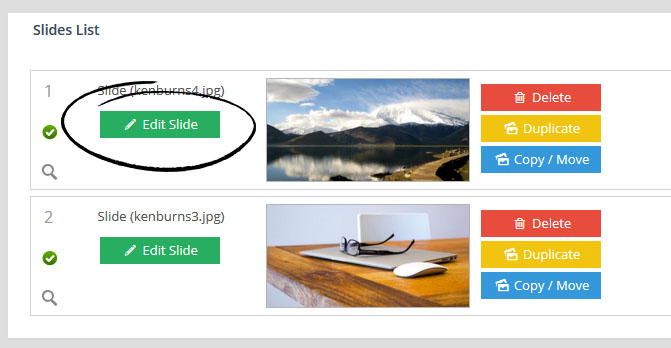 Slides List
1
Slide (kenburns4.jpg)
Edit Slide
Delete
Duplicate
Copy / Move
2
Slide (kenburns3.jpg)
Edit Slide
Delete
Duplicate
Copy / Move